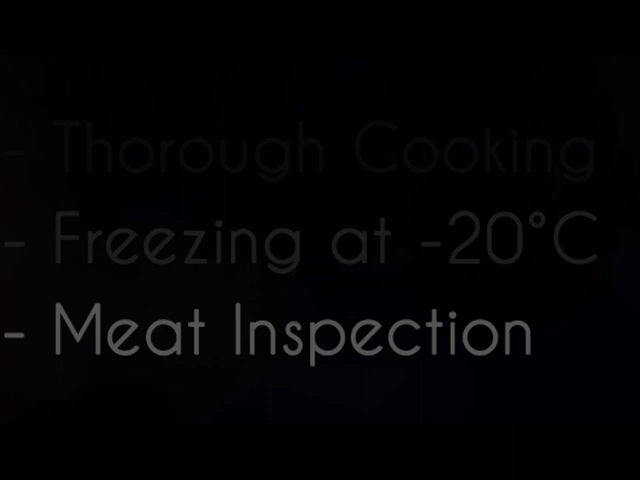 - Thorough Cooking
- Freezing at -20°C
- Meat Inspection